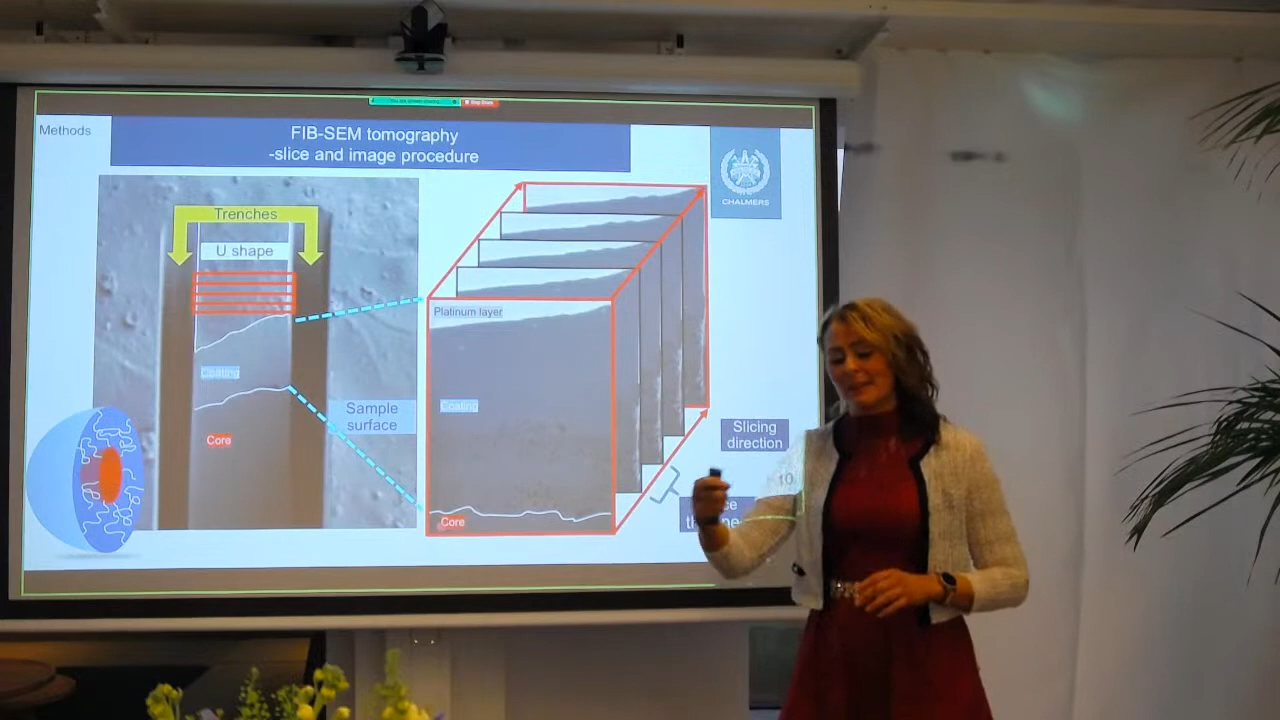 Methods
FIB-SEM tomography
-slice and image procedure
CHALMERS
Trenches
U shape
Platinum layer
Coating
Coating
Sample
surface
Core
Core
Slicing
direction
10